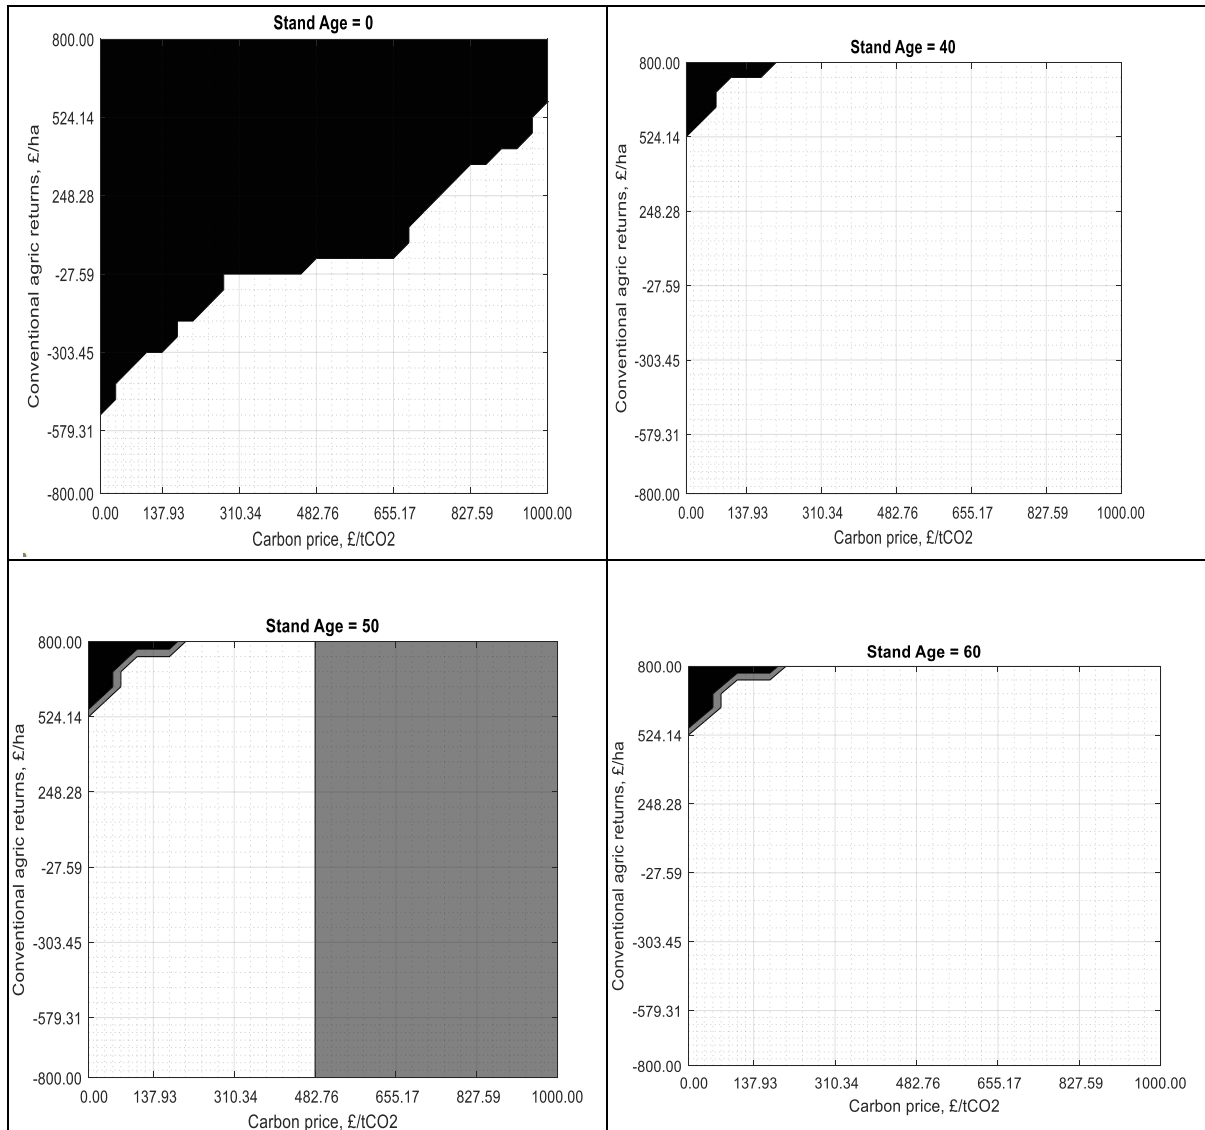 Stand Age = 0
800.00
524.14
248.28
-27.59
-303.45
-579.31
-800.00
Conventional agric returns, £/ha
0.00 137.93 310.34 482.76 655.17 827.59 1000.00
Carbon price, £/tCO2
Stand Age = 40
800.00
524.14
248.28
-27.59
-303.45
-579.31
-800.00
Conventional agric returns, £/ha
0.00 137.93 310.34 482.76 655.17 827.59 1000.00
Carbon price, £/tCO2
Stand Age = 50
800.00
524.14
248.28
-27.59
-303.45
-579.31
-800.00
Conventional agric returns, £/ha
0.00 137.93 310.34 482.76 655.17 827.59 1000.00
Carbon price, £/tCO2
Stand Age = 60
800.00
524.14
248.28
-27.59
-303.45
-579.31
-800.00
Conventional agric returns, £/ha
0.00 137.93 310.34 482.76 655.17 827.59 1000.00
Carbon price, £/tCO2